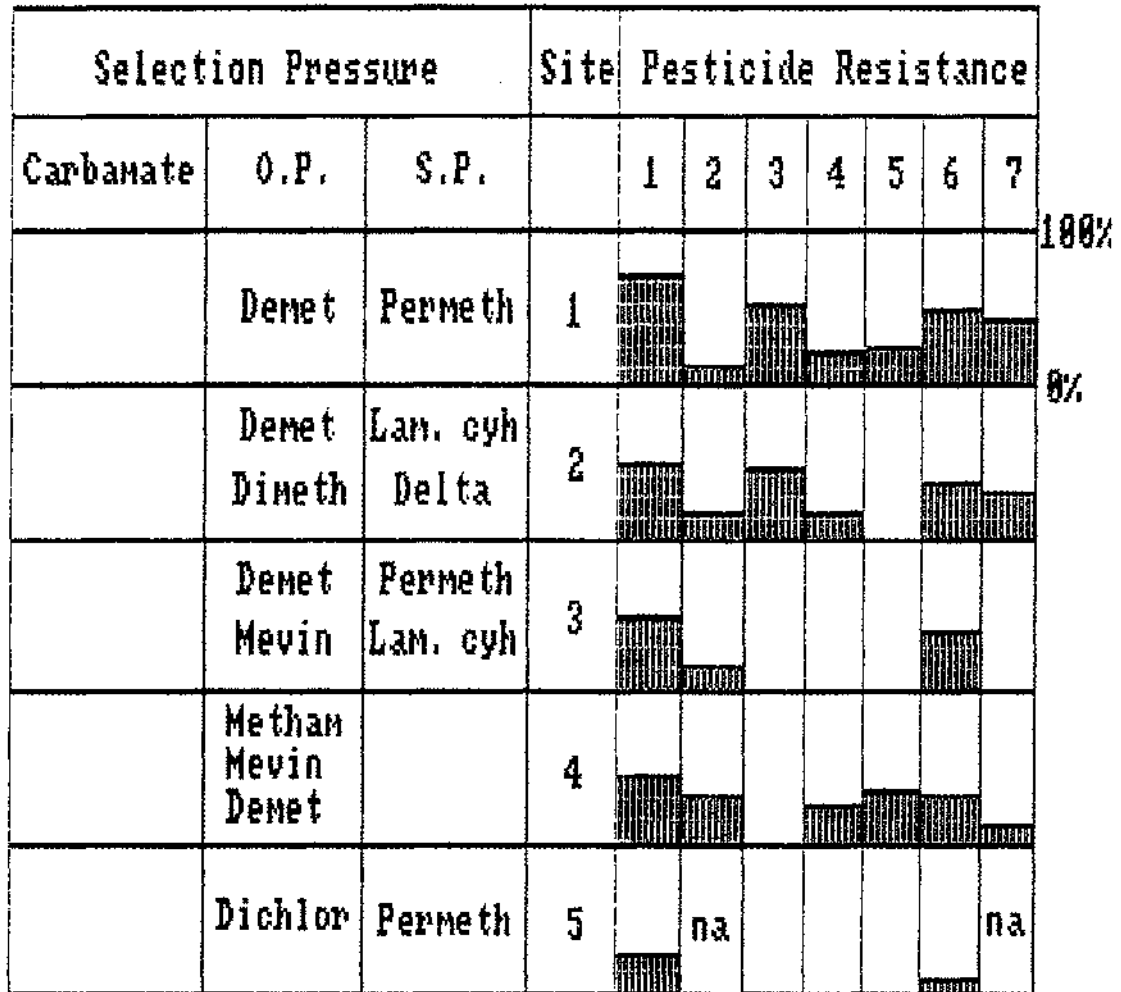 Selection Pressure Site Pesticide Resistance
Carbamate O.P. S.P. 1 2 3 4 5 6 7
100%
Demet Permeth 1
0%
Demet Lam. cyh
2
Dimeth Delta
Demet Permeth
3
Mevin Lam. cyh
Metham
Mevin 4
Demet
Dichlor Permeth 5 na na